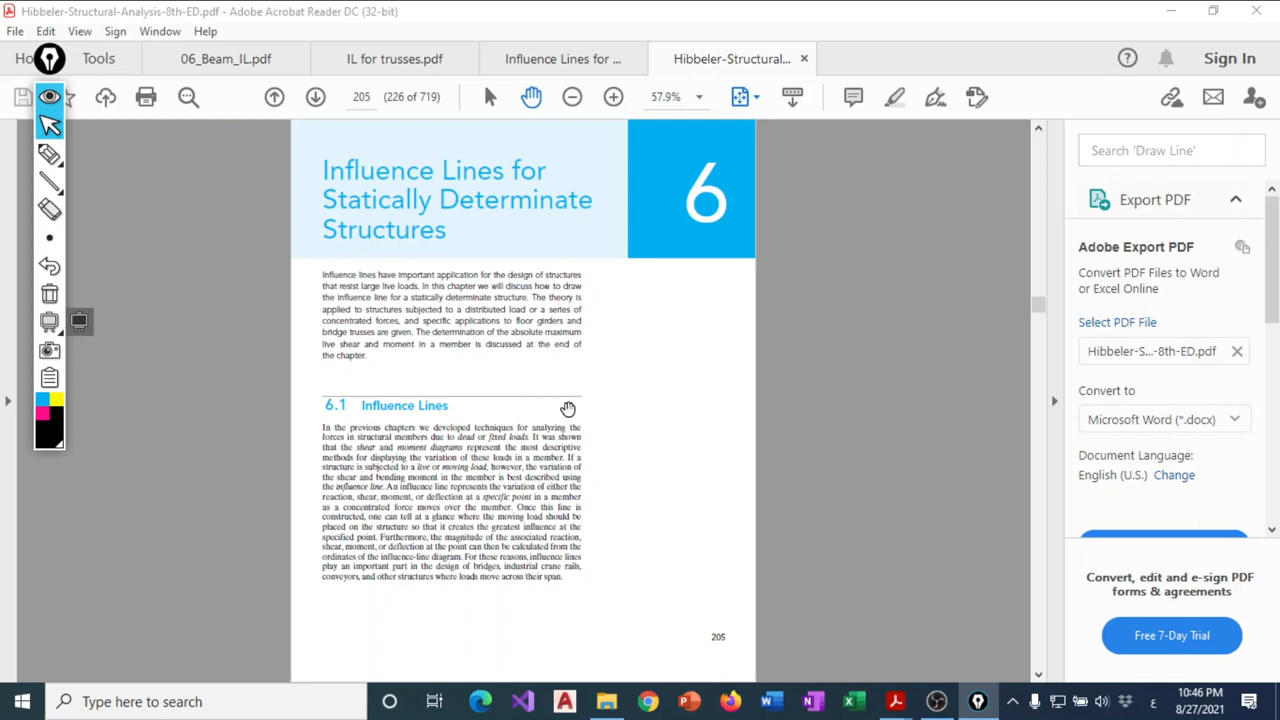 Hibbeler-Structural-Analysis-8th-ED.pdf - Adobe Acrobat Reader DC (32-bit)
File Edit View Sign Window Help
Ho Tools 06_Beam_IL.pdf IL for trusses.pdf Influence Lines for ... Hibbeler-Structural... Sign In
205 (226 of 719) 57.9%
Influence Lines for
Statically Determinate
Structures
6
Influence lines have important application for the design of structures
that resist large live loads. In this chapter we will discuss how to draw
the influence line for a statically determinate structure. The theory is
applied to structures subjected to a distributed load or a series of
concentrated forces, and specific applications to floor girders and
bridge trusses are given. The determination of the absolute maximum
live shear and moment in a member is discussed at the end of
the chapter.
6.1 Influence Lines
In the previous chapters we developed techniques for analyzing the
forces in structural members due to dead or fixed loads. It was shown
that the shear and moment diagrams represent the most descriptive
methods for displaying the variation of these loads in a member. If a
structure is subjected to a live or moving load, however, the variation of
the shear and bending moment in the member is best described using
the influence line. An influence line represents the variation of either the
reaction, shear, moment, or deflection at a specific point in a member
as a concentrated force moves over the member. Once this line is
constructed, one can tell at a glance where the moving load should be
placed on the structure so that it creates the greatest influence at the
specified point. Furthermore, the magnitude of the associated reaction,
shear, moment, or deflection at the point can then be calculated from the
ordinates of the influence-line diagram. For these reasons, influence lines
play an important part in the design of bridges, industrial crane rails,
conveyors, and other structures where loads move across their span.
205
Search 'Draw Line'
Export PDF
Adobe Export PDF
Convert PDF Files to Word
or Excel Online
Select PDF File
Hibbeler-S...-8th-ED.pdf
Convert to
Microsoft Word (*.docx)
Document Language:
English (U.S.) Change
Convert, edit and e-sign PDF
forms & agreements
Free 7-Day Trial
Type here to search
ع
10:46 PM
8/27/2021